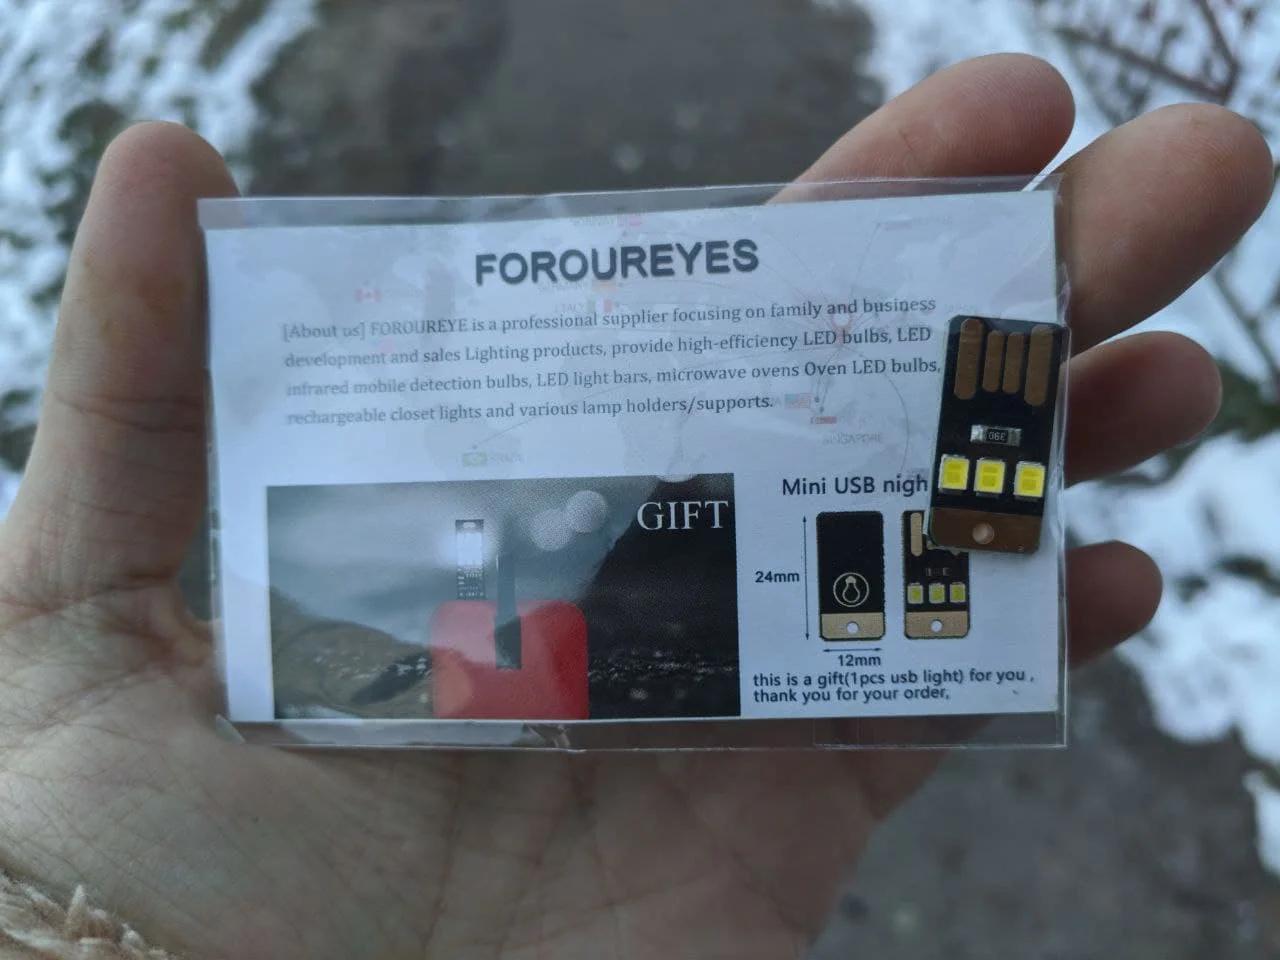 FOROUREYES
[About us] FOROUREYE is a professional supplier focusing on family and business
development and sales Lighting products, provide high-efficiency LED bulbs, LED
infrared mobile detection bulbs, LED light bars, microwave ovens Oven LED bulbs,
rechargeable closet lights and various lamp holders/supports.
ITALY
SINGAPORE
GIFT
Mini USB nigh
390
24mm
12mm
this is a gift(1pcs usb light) for you ,
thank you for your order,